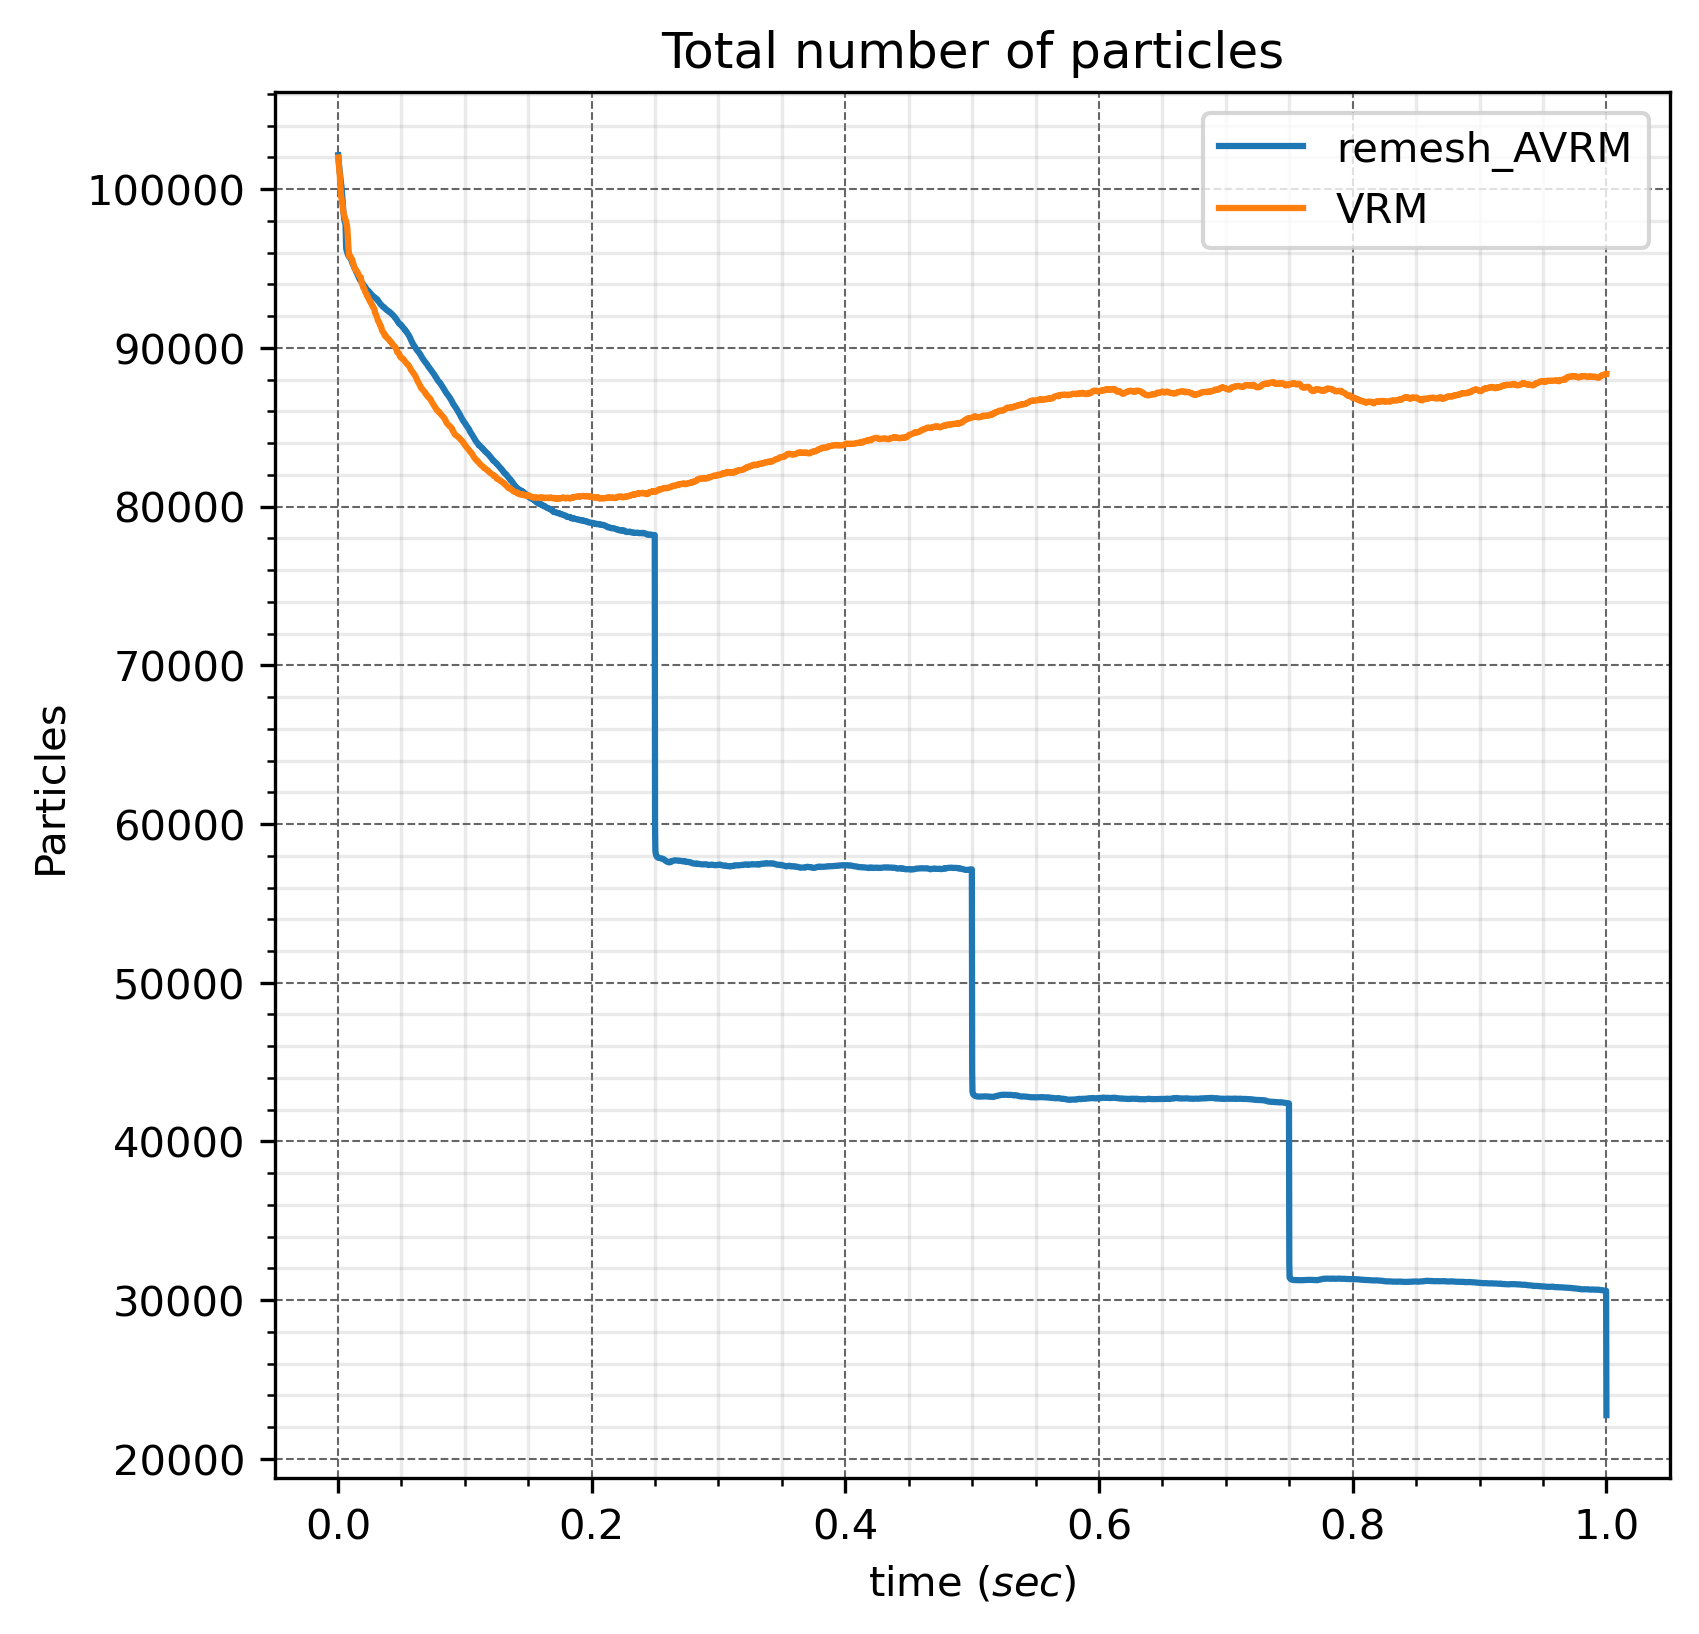 Total number of particles
remesh_AVRM
VRM
100000
90000
80000
70000
60000
50000
40000
30000
20000
Particles
0.0 0.2 0.4 0.6 0.8 1.0
time (sec)